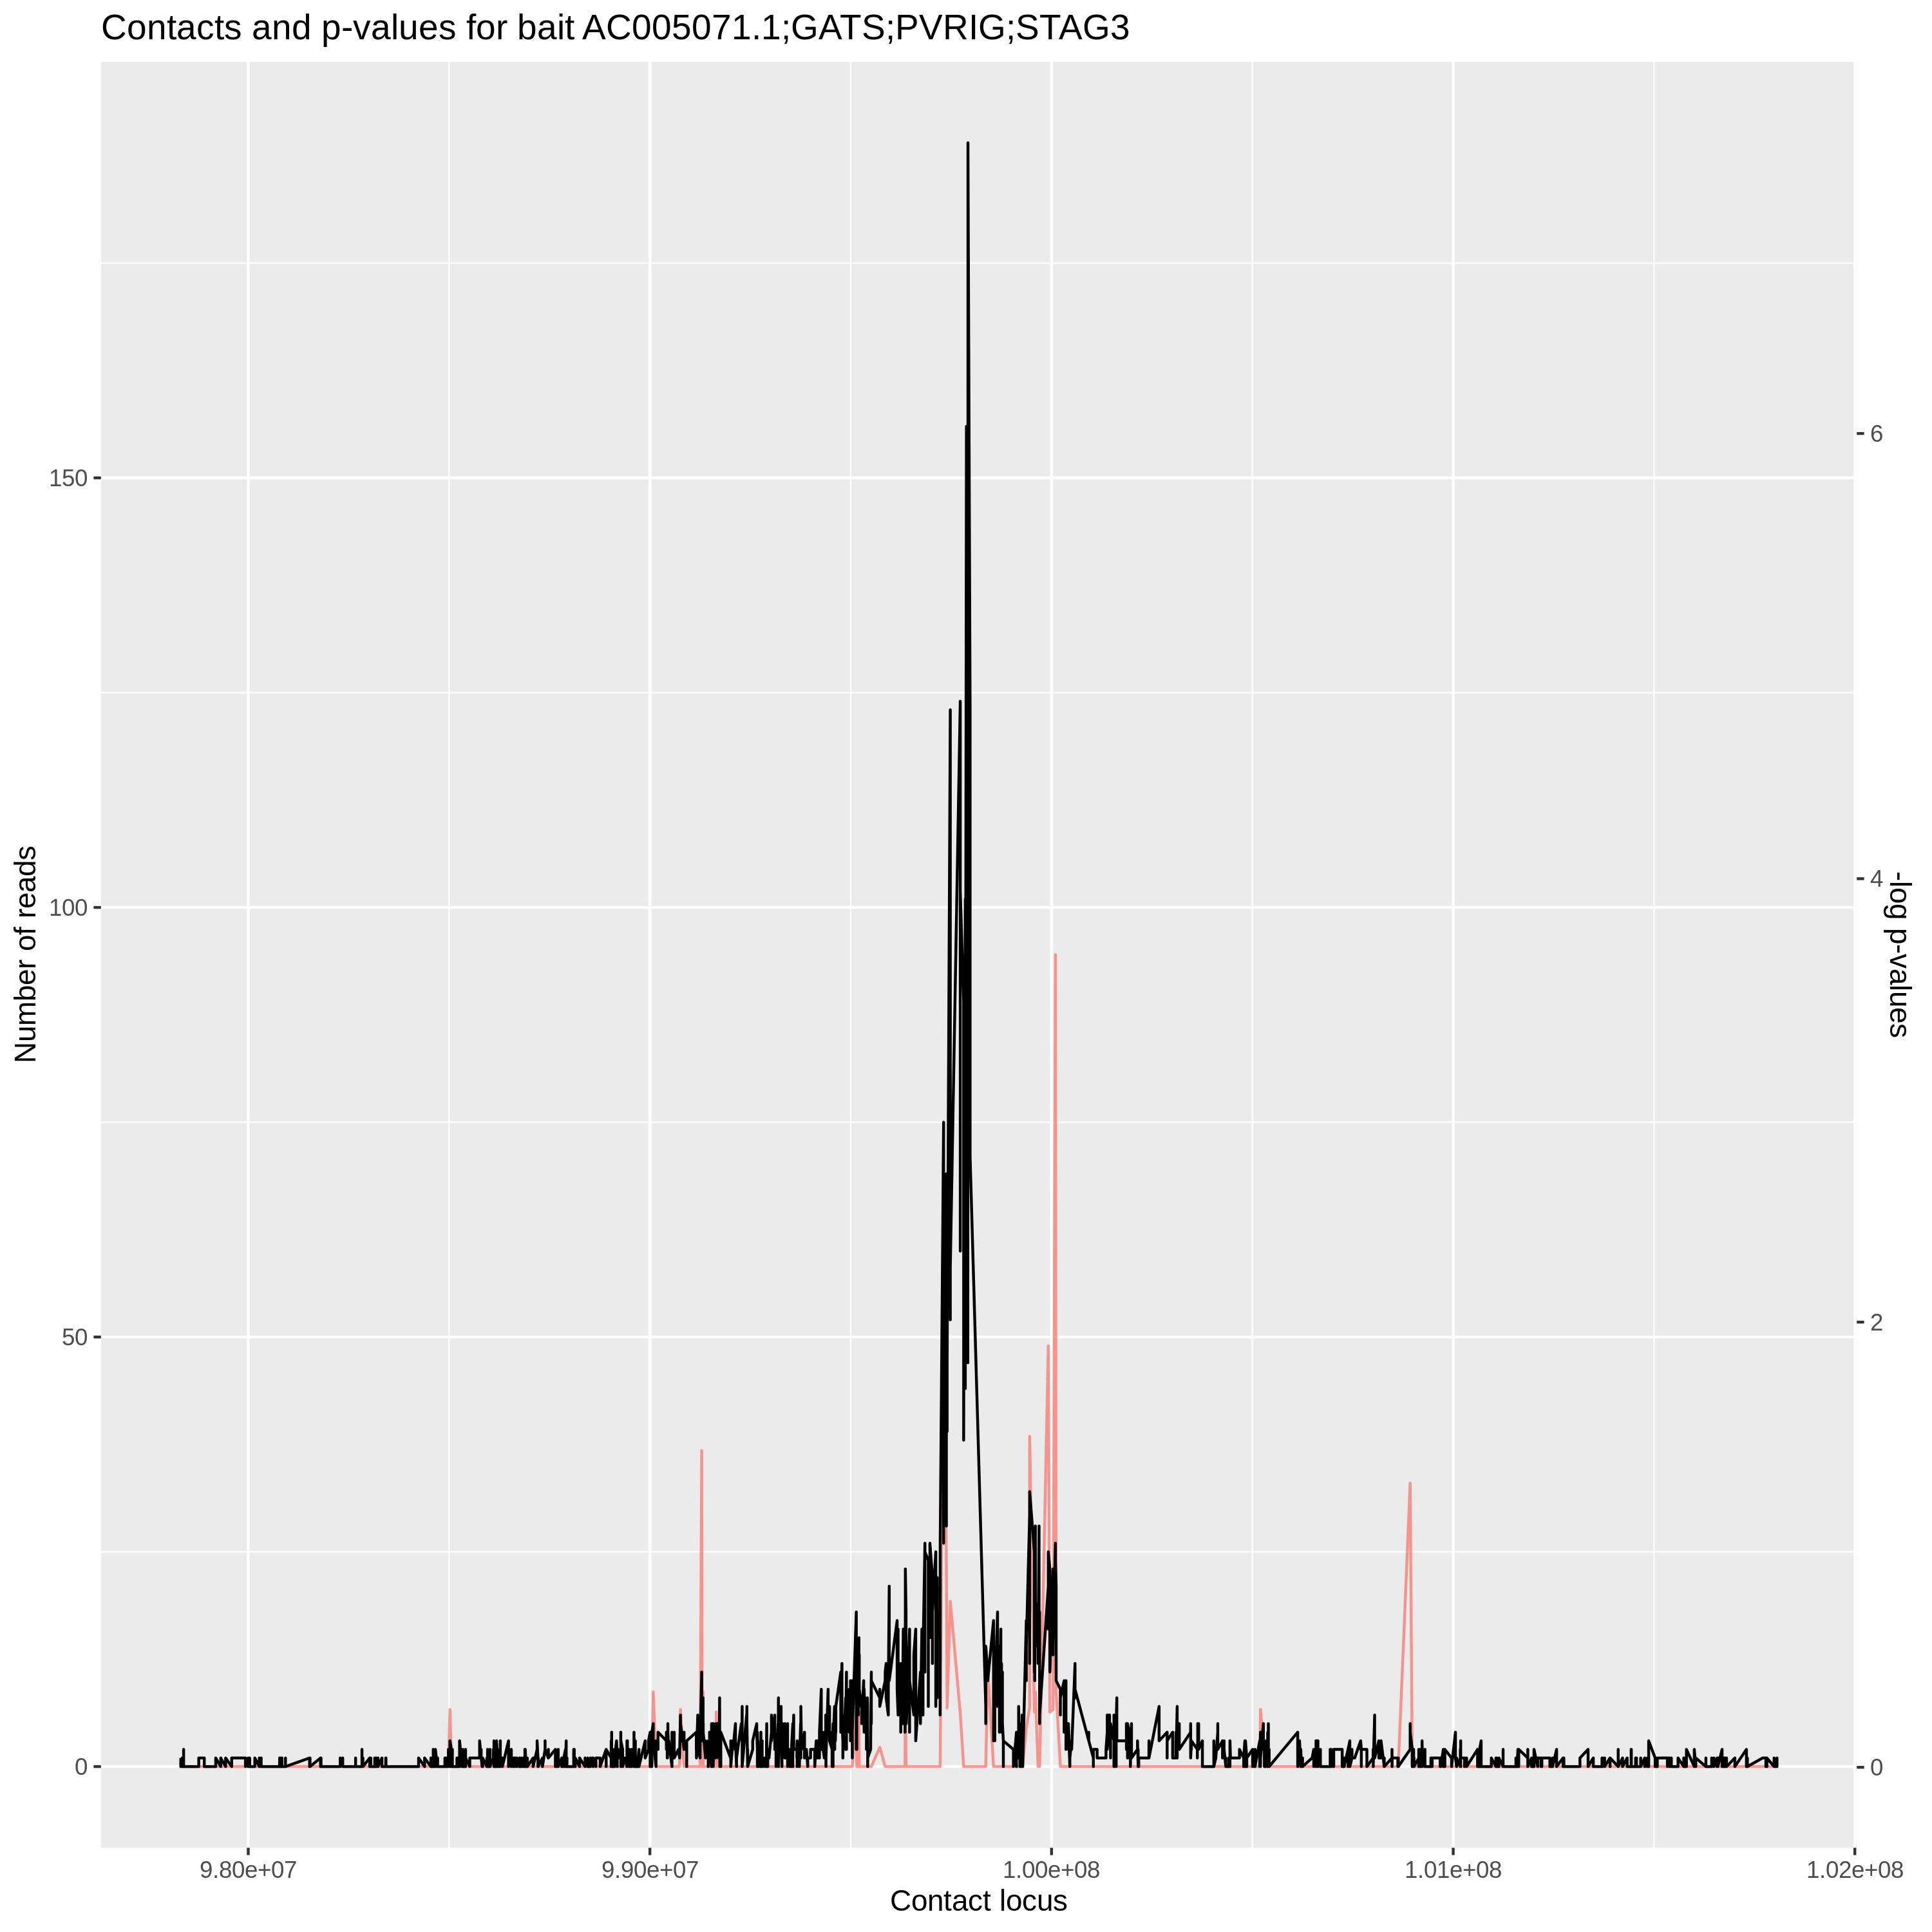 Contacts and p-values for bait AC005071.1;GATS;PVRIG;STAG3
150
100
50
0
Number of reads
6
4
2
0
-log p-values
9.80e+07
9.90e+07
1.00e+08
1.01e+08
1.02e+08
Contact locus